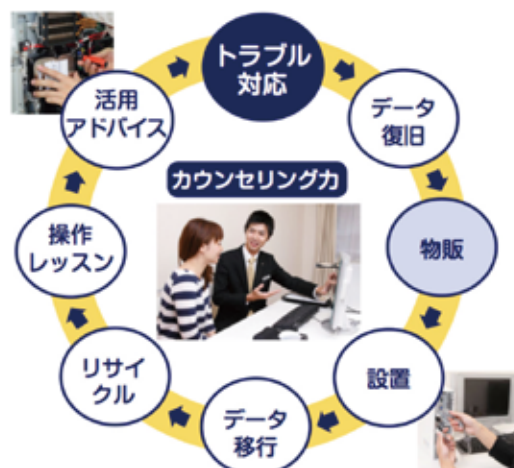 トラブル
対応
データ
復旧
物販
設置
データ
移行
リサイ
クル
操作
レッスン
活用
アドバイス
カウンセリング力